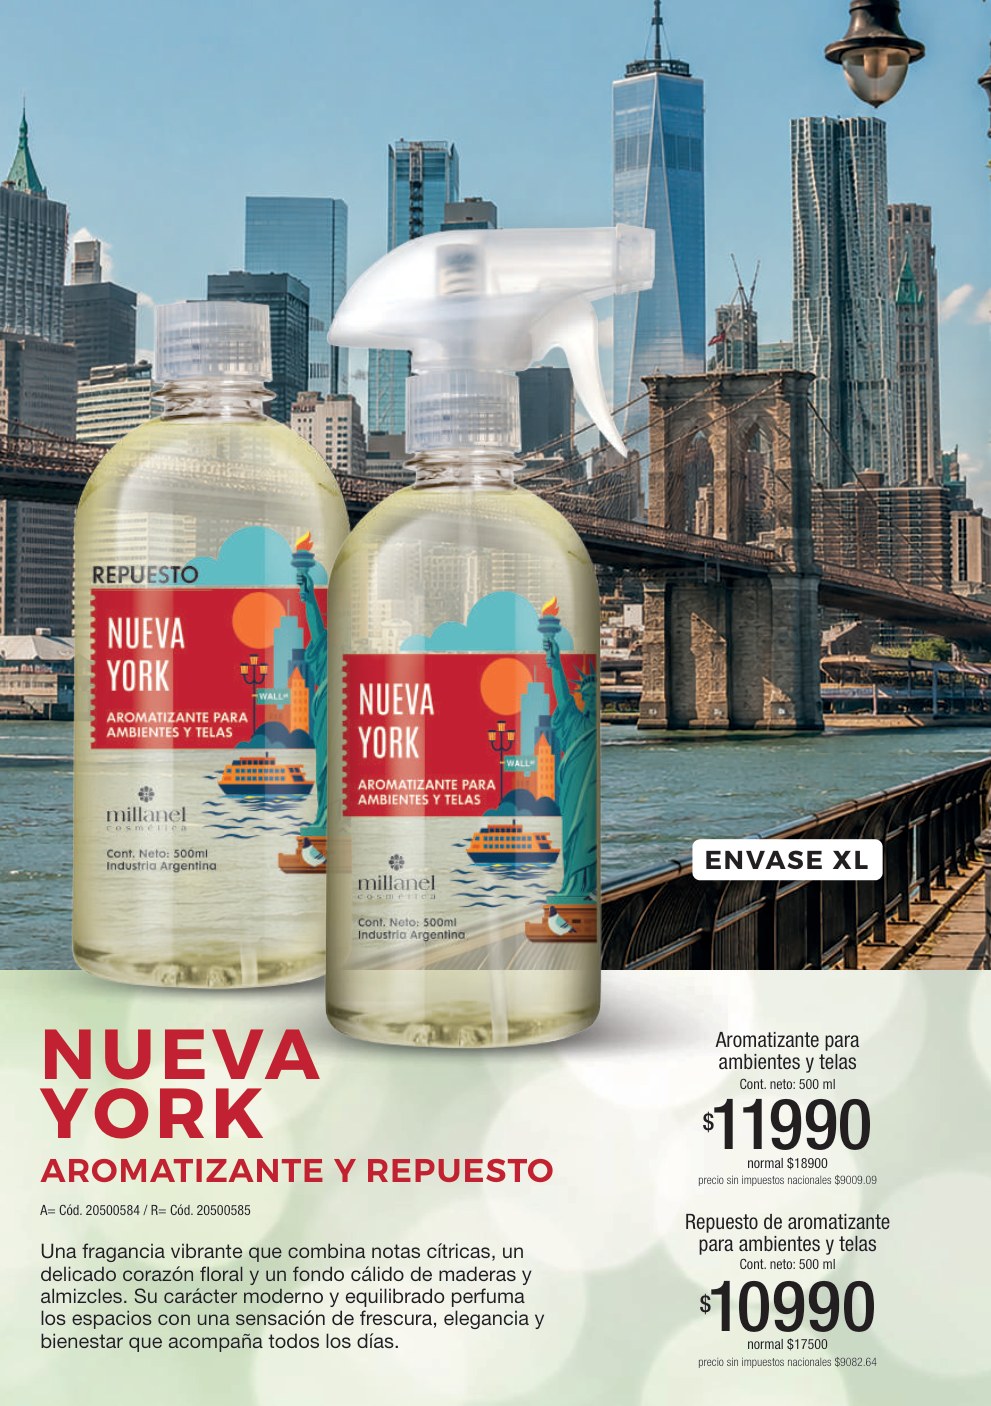 REPUESTO
NUEVA
YORK
AROMATIZANTE PARA
AMBIENTES Y TELAS
WALL ST
millanel
cosmética
Cont. Neto: 500ml
Industria Argentina
NUEVA
YORK
AROMATIZANTE PARA
AMBIENTES Y TELAS
WALL ST
millanel
cosmética
Cont. Neto: 500ml
Industria Argentina
ENVASE XL
NUEVA
YORK
AROMATIZANTE Y REPUESTO
A= Cód. 20500584 / R= Cód. 20500585
Una fragancia vibrante que combina notas cítricas, un
delicado corazón floral y un fondo cálido de maderas y
almizcles. Su carácter moderno y equilibrado perfuma
los espacios con una sensación de frescura, elegancia y
bienestar que acompaña todos los días.
Aromatizante para
ambientes y telas
Cont. neto: 500 ml
$11990
normal $18900
precio sin impuestos nacionales $9009.09
Repuesto de aromatizante
para ambientes y telas
Cont. neto: 500 ml
$10990
normal $17500
precio sin impuestos nacionales $9082.64